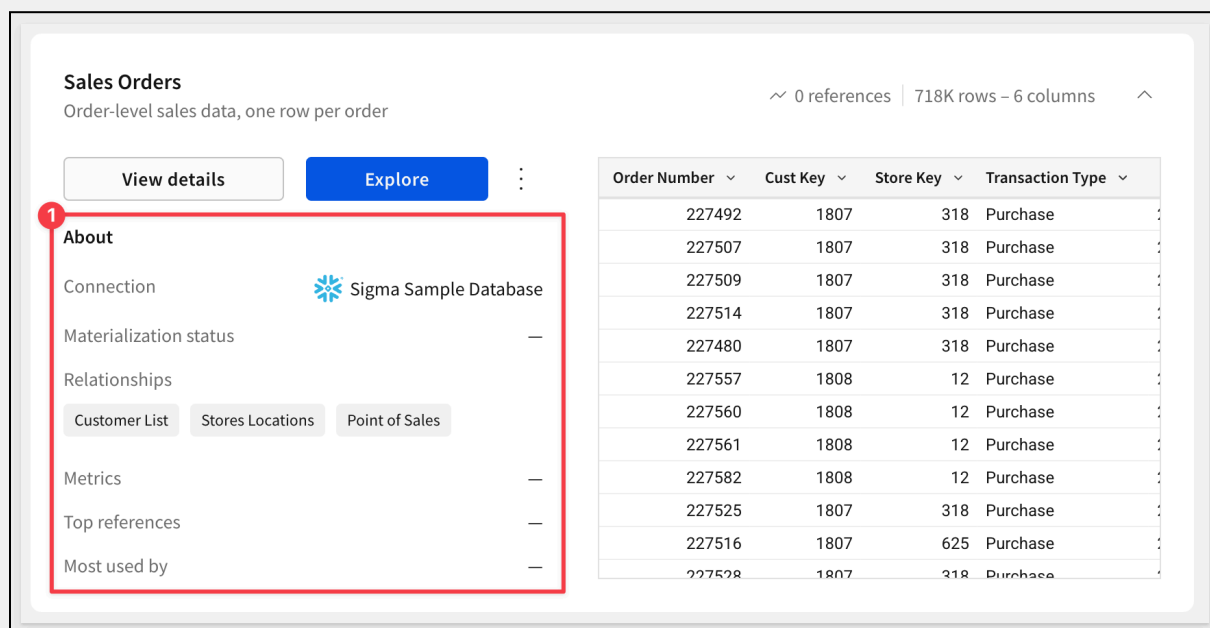 Sales Orders
Order-level sales data, one row per order
0 references 718K rows – 6 columns
View details Explore
1
About
Connection Sigma Sample Database
Materialization status —
Relationships
Customer List Stores Locations Point of Sales
Metrics —
Top references —
Most used by —
Order Number Cust Key Store Key Transaction Type
227492 1807 318 Purchase
227507 1807 318 Purchase
227509 1807 318 Purchase
227514 1807 318 Purchase
227480 1807 318 Purchase
227557 1808 12 Purchase
227560 1808 12 Purchase
227561 1808 12 Purchase
227582 1808 12 Purchase
227525 1807 318 Purchase
227516 1807 625 Purchase
227528 1807 318 Purchase